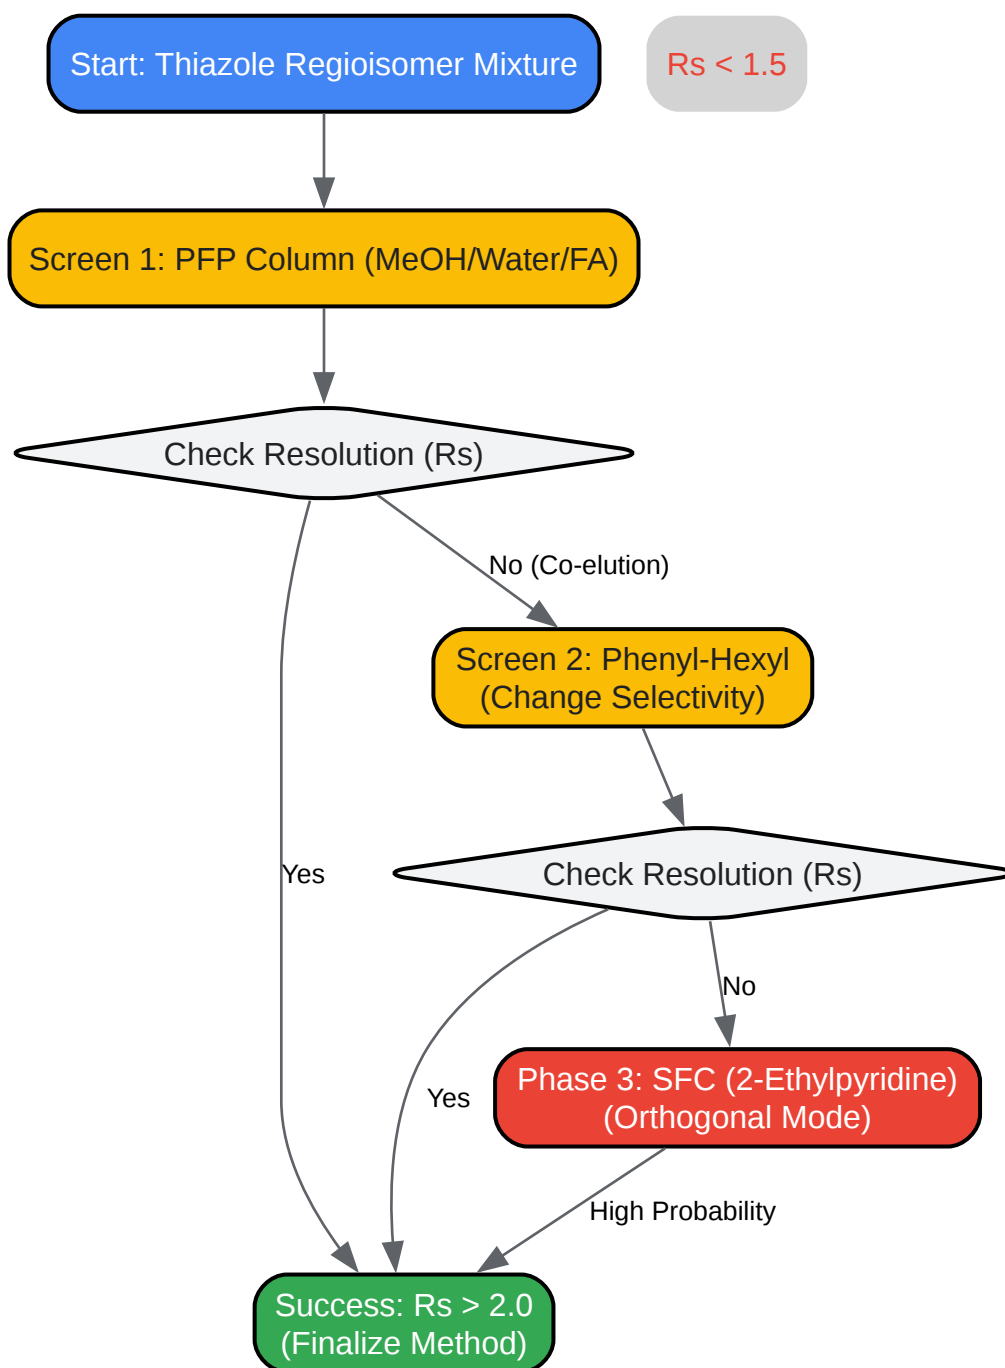 Start: Thiazole Regioisomer Mixture
Rs < 1.5
Screen 1: PFP Column (MeOH/Water/FA)
Check Resolution (Rs)
No (Co-elution)
Screen 2: Phenyl-Hexyl
(Change Selectivity)
Yes
Check Resolution (Rs)
No
Phase 3: SFC (2-Ethylpyridine)
(Orthogonal Mode)
Yes
High Probability
Success: Rs > 2.0
(Finalize Method)